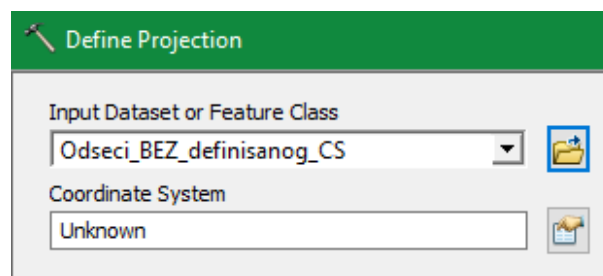 Define Projection
Input Dataset or Feature Class
Odseci_BEZ_definisanog_CS
Coordinate System
Unknown